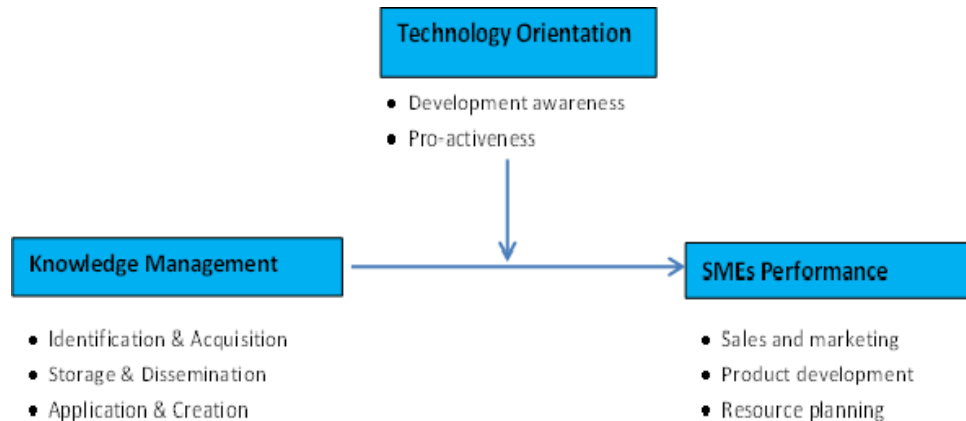 Technology Orientation
● Development awareness
● Pro-activeness
Knowledge Management
● Identification & Acquisition
● Storage & Dissemination
● Application & Creation
SMEs Performance
● Sales and marketing
● Product development
● Resource planning